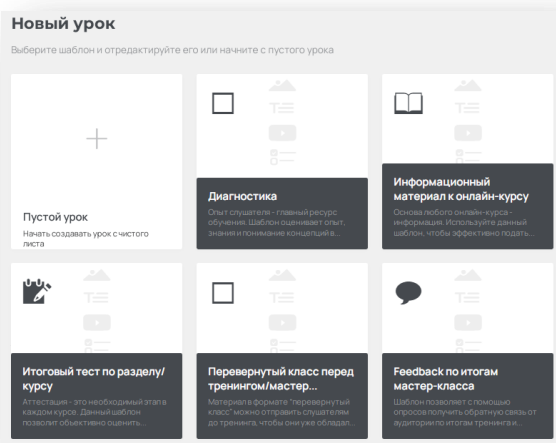 Новый урок
Выберите шаблон и отредактируйте его или начните с пустого урока
Пустой урок
Начать создавать урок с чистого
листа
Диагностика
Опыт слушателя - главный ресурс
обучения. Шаблон оценивает опыт,
знания и понимание концепций в...
Информационный
материал к онлайн-курсу
Основа любого онлайн-курса -
информация. Используйте данный
шаблон, чтобы эффективно подать...
Итоговый тест по разделу/
курсу
Аттестация - это необходимый этап в
каждом курсе. Данный шаблон
позволит объективно оценить...
Перевернутый класс перед
тренингом/мастер...
Материал в формате "перевернутый
класс" можно отправить слушателям
до тренинга, чтобы они уже обладал...
Feedback по итогам
мастер-класса
Шаблон позволяет с помощью
опросов получить обратную связь от
аудитории по итогам тренинга и...